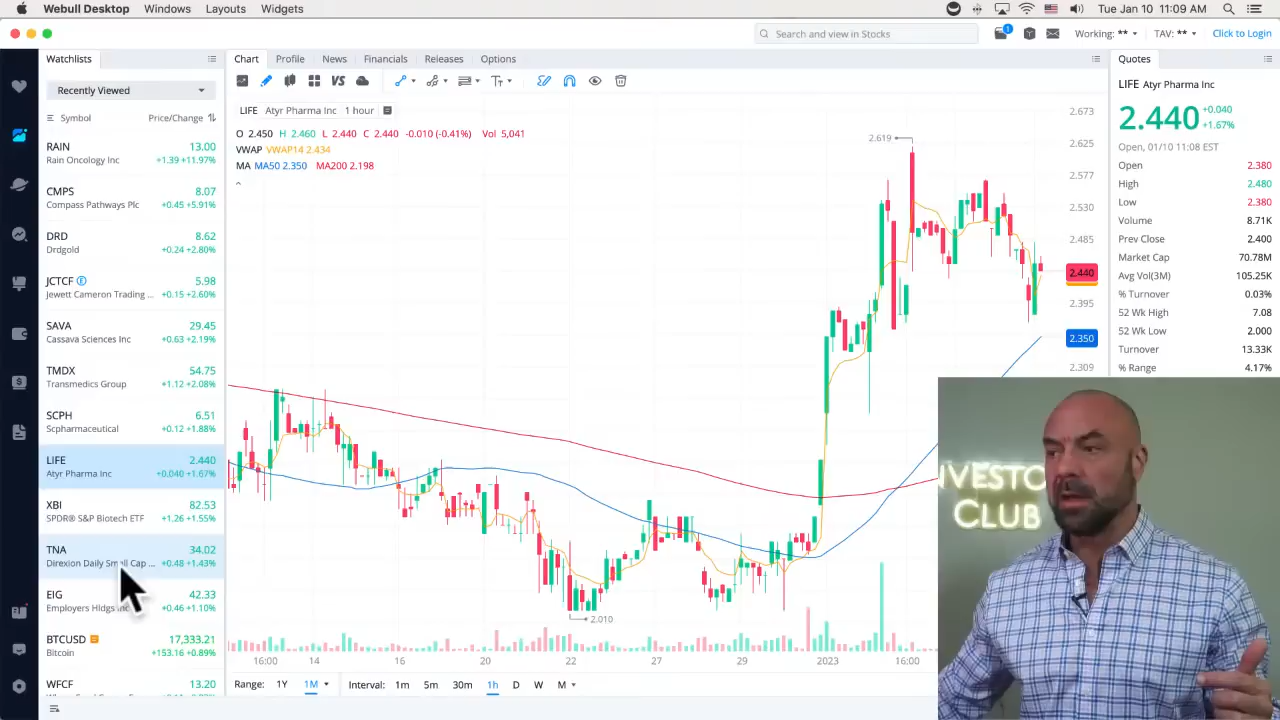 Webull Desktop Windows Layouts Widgets
Tue Jan 10 11:09 AM
Search and view in Stocks
1
Working: ** TAV: ** Click to Login
Watchlists
Recently Viewed
Symbol Price/Change
RAIN 13.00
Rain Oncology Inc +1.39 +11.97%
CMPS 8.07
Compass Pathways Plc +0.45 +5.91%
DRD 8.62
Drdgold +0.24 +2.80%
JCTCF E 5.98
Jewett Cameron Trading ... +0.15 +2.60%
SAVA 29.45
Cassava Sciences Inc +0.63 +2.19%
TMDX 54.75
Transmedics Group +1.12 +2.08%
SCPH 6.51
Scpharmaceutical +0.12 +1.88%
LIFE 2.440
Atyr Pharma Inc +0.040 +1.67%
XBI 82.53
SPDR® S&P Biotech ETF +1.26 +1.55%
TNA 34.02
Direxion Daily Small Cap ... +0.48 +1.43%
EIG 42.33
Employers Hldgs Inc +0.46 +1.10%
BTCUSD 17,333.21
Bitcoin +153.16 +0.89%
WFCF 13.20
Chart Profile News Financials Releases Options
VS T
LIFE Atyr Pharma Inc 1 hour
O 2.450 H 2.460 L 2.440 C 2.440 -0.010 (-0.41%) Vol 5,041
VWAP VWAP14 2.434
MA MA50 2.350 MA200 2.198
2.619
2.010
2.673
2.625
2.577
2.530
2.485
2.440
2.395
2.350
2.309
16:00 14 16 20 22 27 29 2023 16:00
Range: 1Y 1M Interval: 1m 5m 30m 1h D W M
Quotes
LIFE Atyr Pharma Inc
2.440 +0.040
+1.67%
Open, 01/10 11:08 EST
Open 2.380
High 2.480
Low 2.380
Volume 8.71K
Prev Close 2.400
Market Cap 70.78M
Avg Vol(3M) 105.25K
% Turnover 0.03%
52 Wk High 7.08
52 Wk Low 2.000
Turnover 13.33K
% Range 4.17%
INVESTO
CLUB